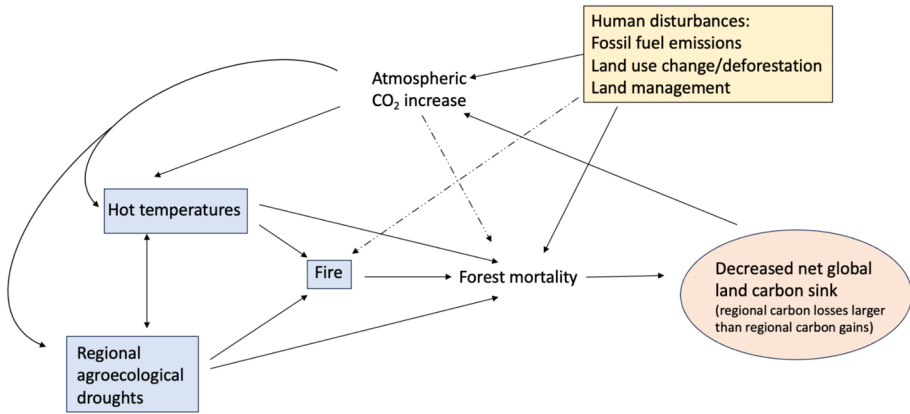 Human disturbances:
Fossil fuel emissions
Land use change/deforestation
Land management
Atmospheric
CO₂ increase
Hot temperatures
Fire
Forest mortality
Decreased net global
land carbon sink
(regional carbon losses larger
than regional carbon gains)
Regional
agroecological
droughts